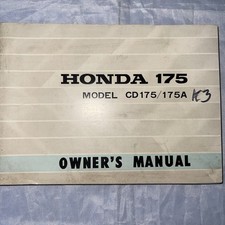 HONDA 175
MODEL CD175/175A K3
OWNER'S MANUAL